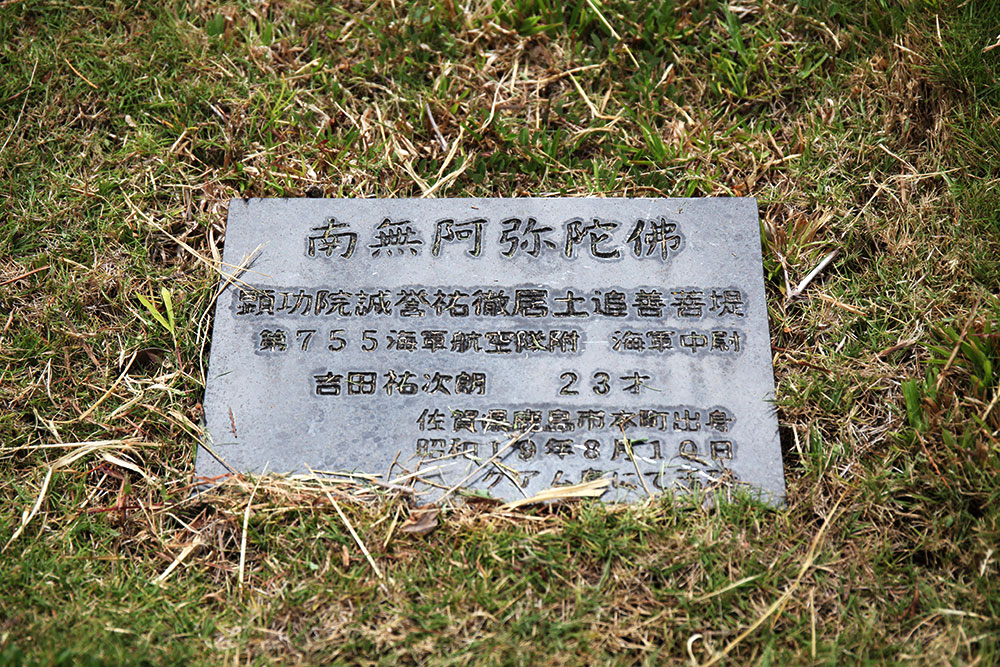 南無阿弥陀佛
顕功院誠誉祐徹居士追善菩堤
第755海軍航空隊附 海軍中尉
吉田祐次朗 23才
佐賀県鹿島市本町出身
昭和19年8月10日
グアム島にて